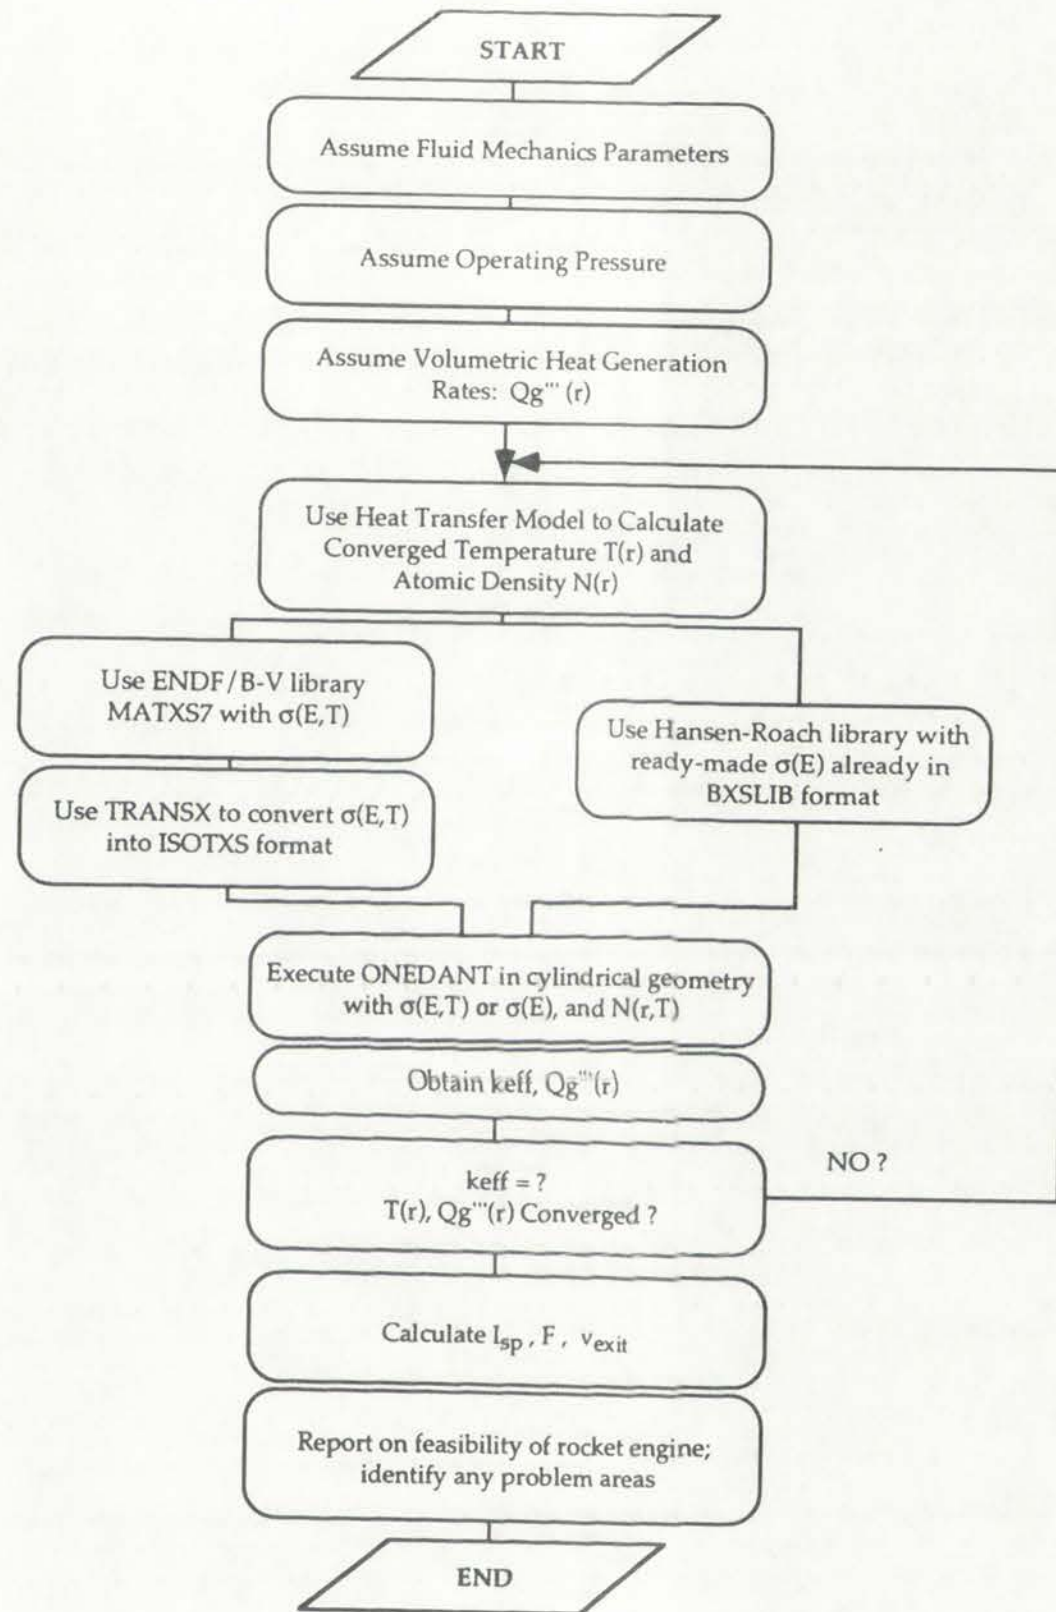 START
Assume Fluid Mechanics Parameters
Assume Operating Pressure
Assume Volumetric Heat Generation
Rates: Qg''' (r)
Use Heat Transfer Model to Calculate
Converged Temperature T(r) and
Atomic Density N(r)
Use ENDF/B-V library
MATXS7 with σ(E,T)
Use TRANSX to convert σ(E,T)
into ISOTXS format
Use Hansen-Roach library with
ready-made σ(E) already in
BXSLIB format
Execute ONEDANT in cylindrical geometry
with σ(E,T) or σ(E), and N(r,T)
Obtain keff, Qg'''(r)
keff = ?
T(r), Qg'''(r) Converged ?
NO ?
Calculate Isp , F , vexit
Report on feasibility of rocket engine;
identify any problem areas
END